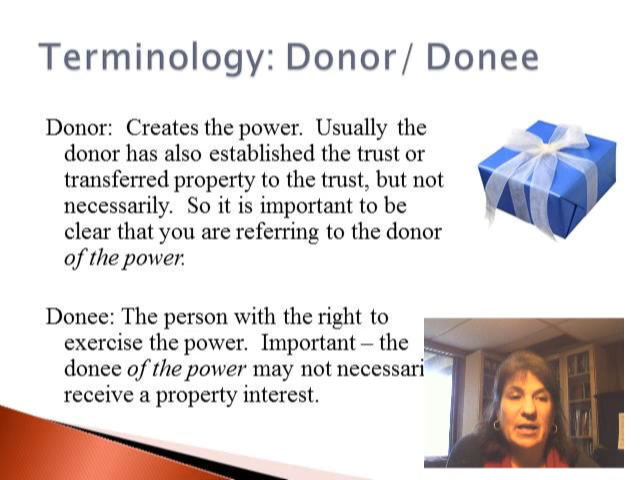 Terminology: Donor/ Donee
Donor: Creates the power. Usually the
donor has also established the trust or
transferred property to the trust, but not
necessarily. So it is important to be
clear that you are referring to the donor
of the power.
Donee: The person with the right to
exercise the power. Important – the
donee of the power may not necessari
receive a property interest.